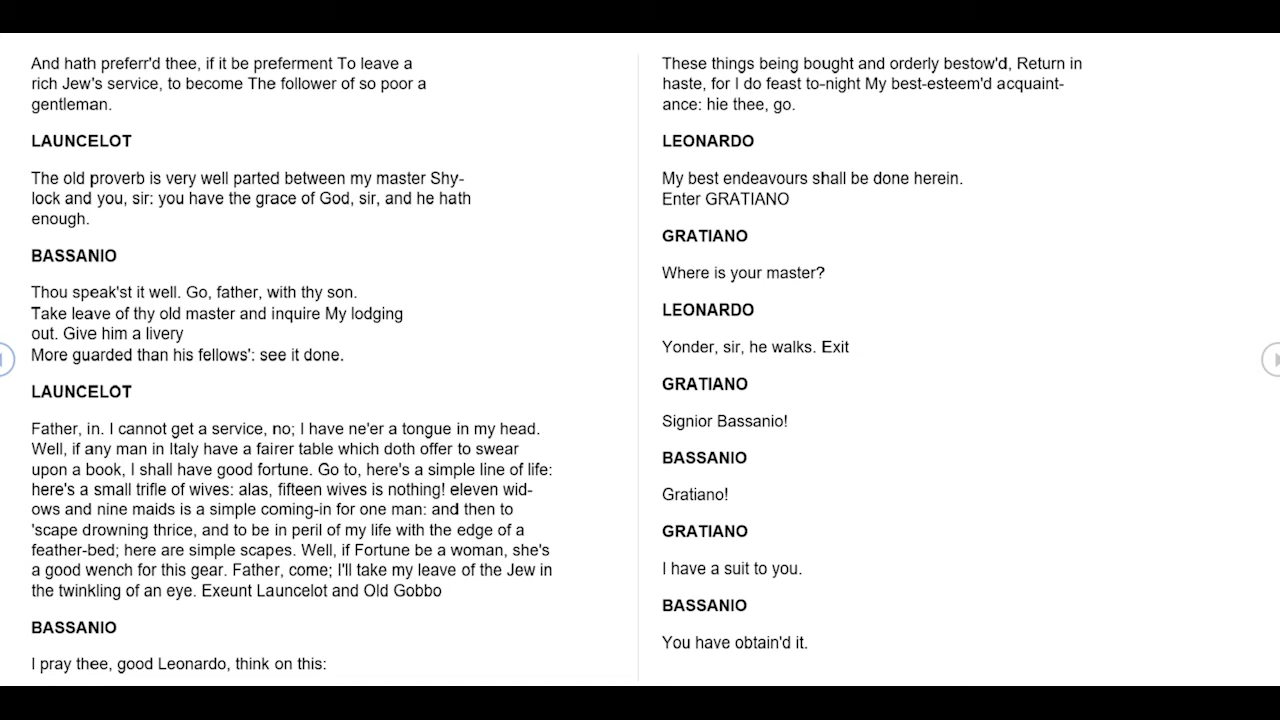 And hath preferr'd thee, if it be preferment To leave a
rich Jew's service, to become The follower of so poor a
gentleman.
LAUNCELOT
The old proverb is very well parted between my master Shy-
lock and you, sir: you have the grace of God, sir, and he hath
enough.
BASSANIO
Thou speak'st it well. Go, father, with thy son.
Take leave of thy old master and inquire My lodging
out. Give him a livery
More guarded than his fellows': see it done.
LAUNCELOT
Father, in. I cannot get a service, no; I have ne'er a tongue in my head.
Well, if any man in Italy have a fairer table which doth offer to swear
upon a book, I shall have good fortune. Go to, here's a simple line of life:
here's a small trifle of wives: alas, fifteen wives is nothing! eleven wid-
ows and nine maids is a simple coming-in for one man: and then to
'scape drowning thrice, and to be in peril of my life with the edge of a
feather-bed; here are simple scapes. Well, if Fortune be a woman, she's
a good wench for this gear. Father, come; I'll take my leave of the Jew in
the twinkling of an eye. Exeunt Launcelot and Old Gobbo
BASSANIO
I pray thee, good Leonardo, think on this:
These things being bought and orderly bestow'd, Return in
haste, for I do feast to-night My best-esteem'd acquaint-
ance: hie thee, go.
LEONARDO
My best endeavours shall be done herein.
Enter GRATIANO
GRATIANO
Where is your master?
LEONARDO
Yonder, sir, he walks. Exit
GRATIANO
Signior Bassanio!
BASSANIO
Gratiano!
GRATIANO
I have a suit to you.
BASSANIO
You have obtain'd it.